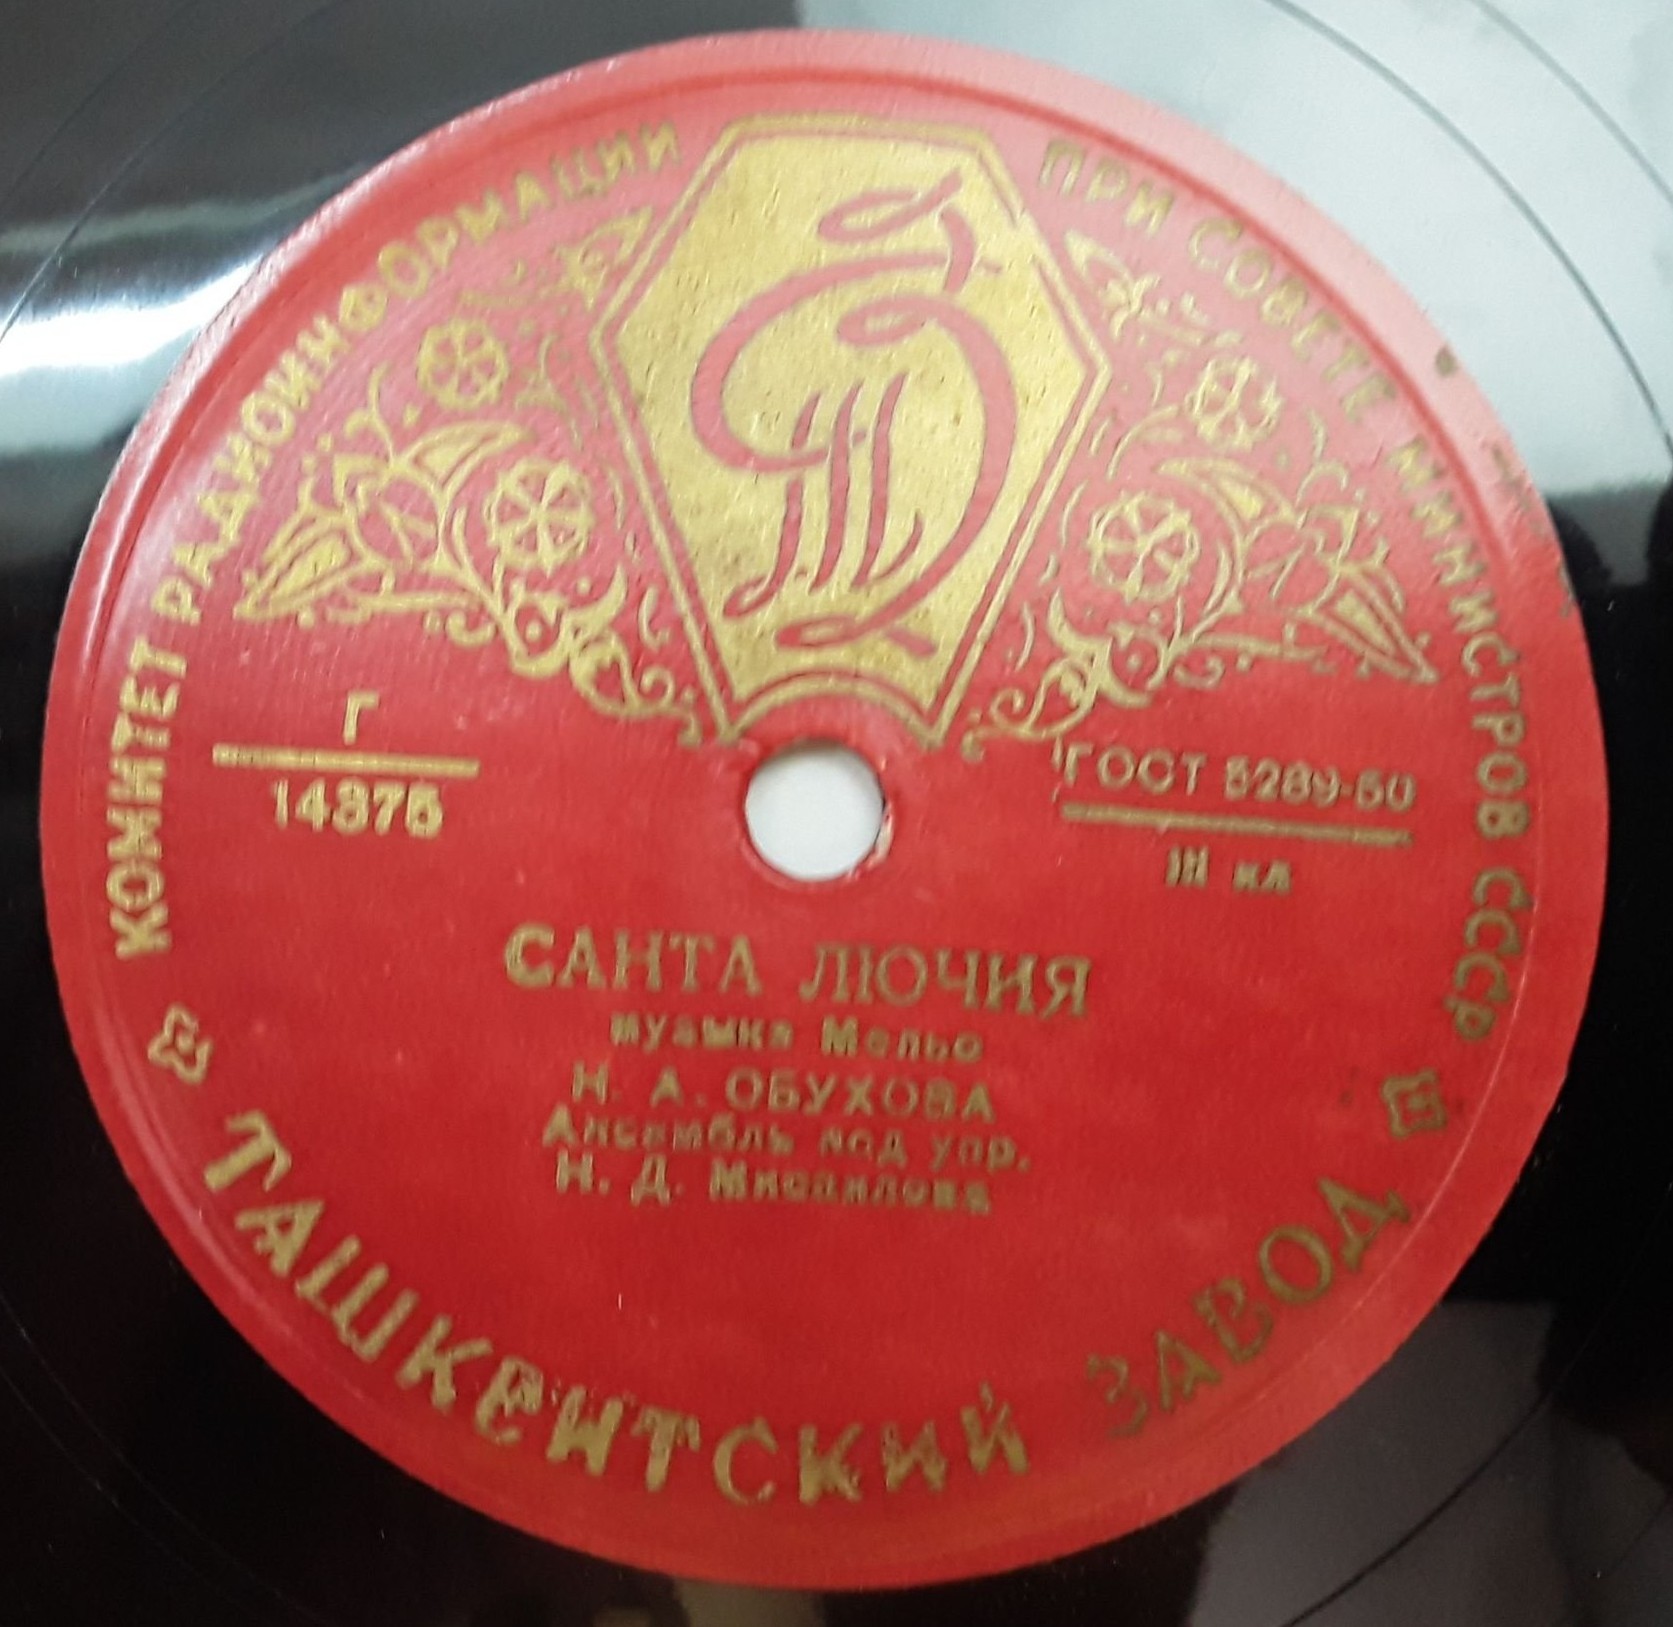 КОМИТЕТ РАДИОИНФОРМАЦИИ ПРИ СОВЕТЕ МИНИСТРОВ СССР
Г
14375
ГОСТ 5289-50
III кл
САНТА ЛЮЧИЯ
музыка Мельо
Н. А. ОБУХОВА
Ансамбль под упр.
Н. Д. Мисаилова
ТАШКЕНТСКИЙ ЗАВОД